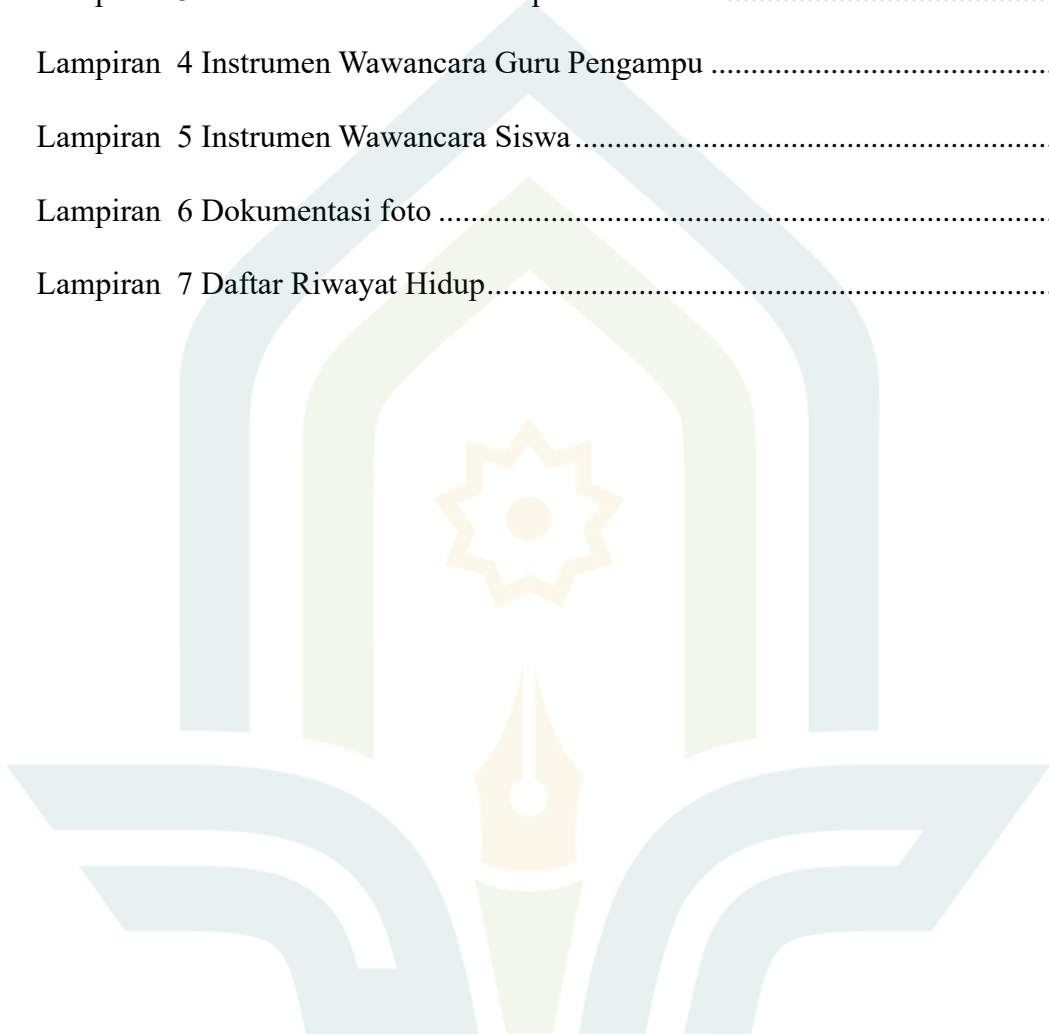 Lampiran  4 Instrumen Wawancara Guru Pengampu ..........................................
Lampiran  5 Instrumen Wawancara Siswa ...........................................................
Lampiran  6 Dokumentasi foto ............................................................................
Lampiran  7 Daftar Riwayat Hidup......................................................................